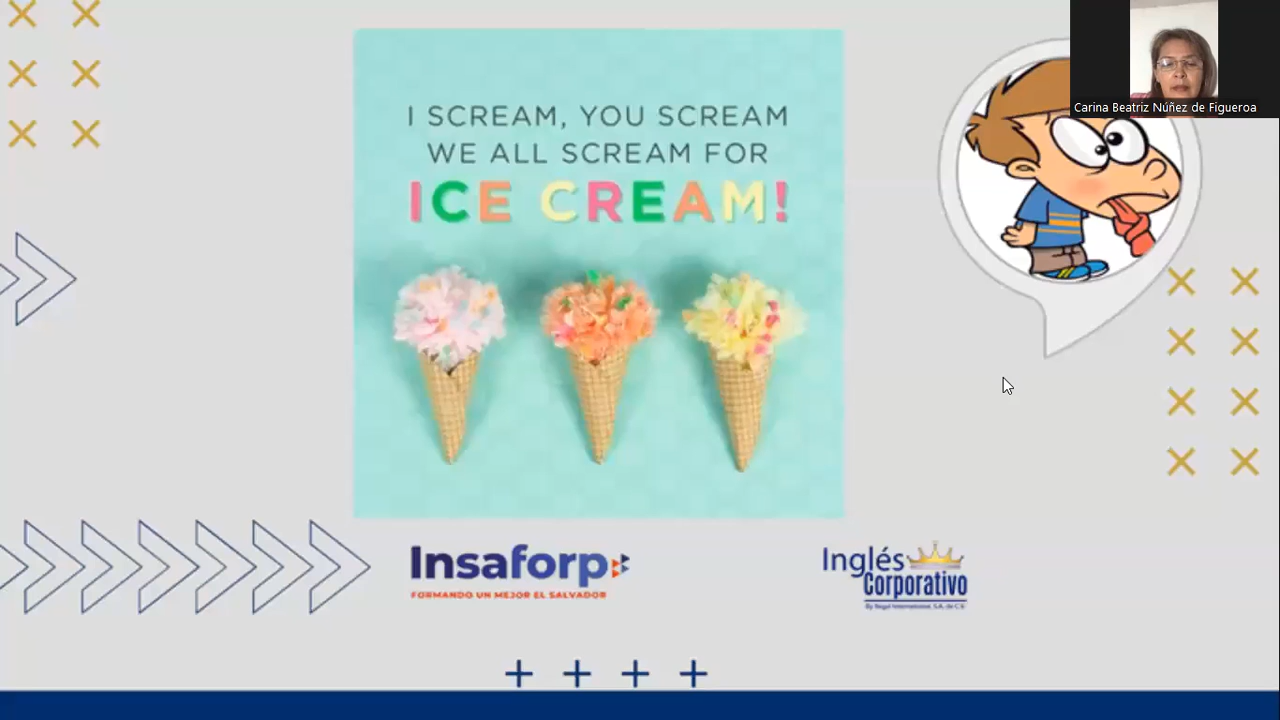 Carina Beatriz Núñez de Figueroa
I SCREAM, YOU SCREAM
WE ALL SCREAM FOR
ICE CREAM!
Insaforp
FORMANDO UN MEJOR EL SALVADOR
Inglés
Corporativo
By Regal International, S.A. de C.V.